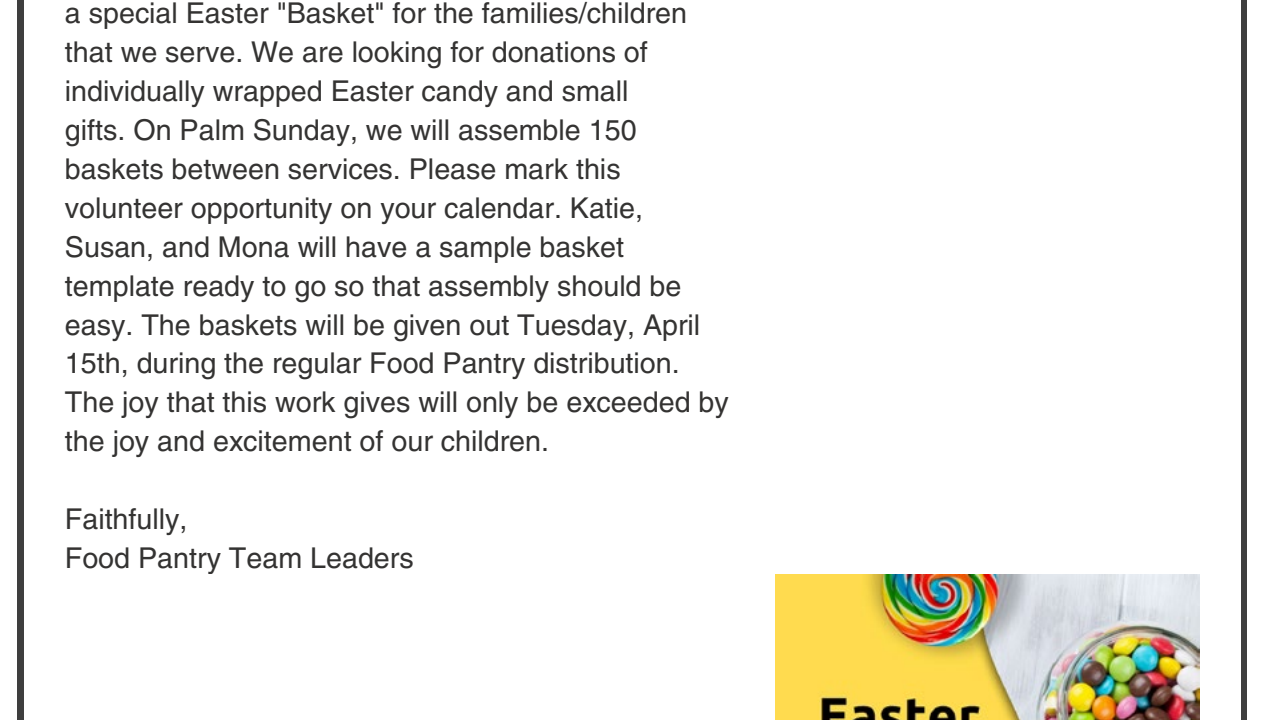 a special Easter "Basket" for the families/children
that we serve. We are looking for donations of
individually wrapped Easter candy and small
gifts. On Palm Sunday, we will assemble 150
baskets between services. Please mark this
volunteer opportunity on your calendar. Katie,
Susan, and Mona will have a sample basket
template ready to go so that assembly should be
easy. The baskets will be given out Tuesday, April
15th, during the regular Food Pantry distribution.
The joy that this work gives will only be exceeded by
the joy and excitement of our children.
Faithfully,
Food Pantry Team Leaders
Easter